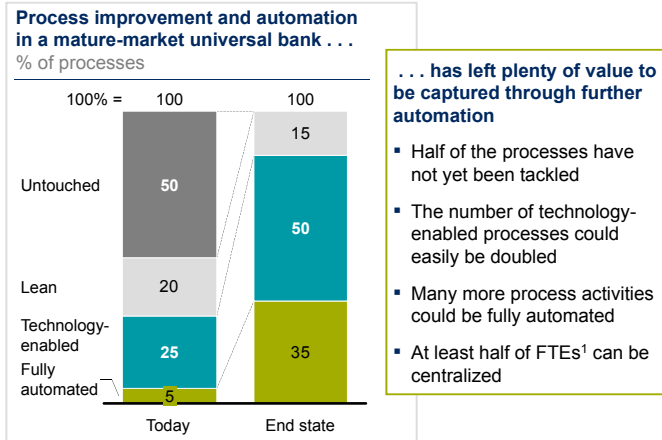 Process improvement and automation
in a mature-market universal bank . . .
% of processes
100% = 100 100
Untouched
50
Lean
20
Technology-
enabled
25
Fully
automated
5
15
50
35
Today
End state
. . . has left plenty of value to
be captured through further
automation
▪ Half of the processes have
not yet been tackled
▪ The number of technology-
enabled processes could
easily be doubled
▪ Many more process activities
could be fully automated
▪ At least half of FTEs¹ can be
centralized